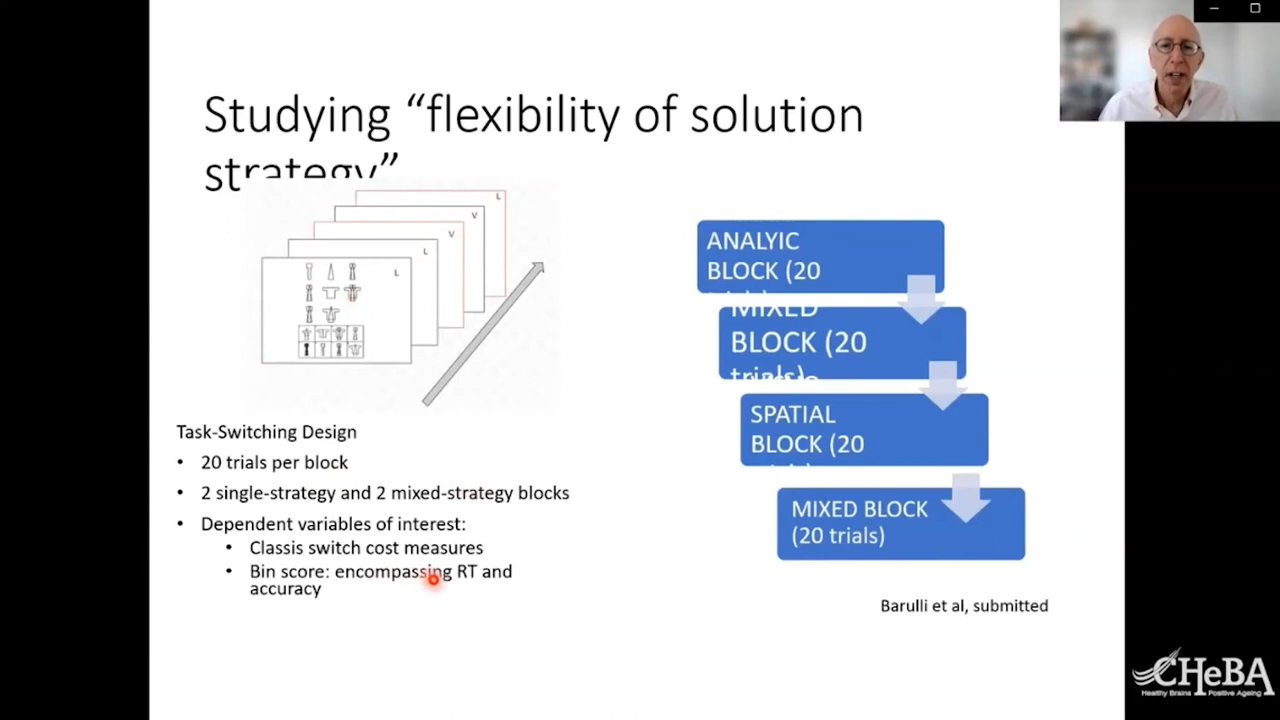 Studying “flexibility of solution
strategy”
L
V
V
L
L
Task-Switching Design
• 20 trials per block
• 2 single-strategy and 2 mixed-strategy blocks
• Dependent variables of interest:
• Classis switch cost measures
• Bin score: encompassing RT and
accuracy
ANALYIC
BLOCK (20
MIXED
BLOCK (20
trials)
SPATIAL
BLOCK (20
MIXED BLOCK
(20 trials)
Barulli et al, submitted
CHeBA
Healthy Brains Positive Ageing